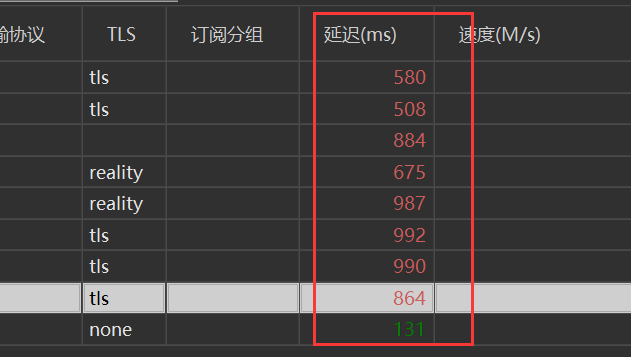 输协议 TLS 订阅分组 延迟(ms) 速度(M/s)
tls 580
tls 508
884
reality 675
reality 987
tls 992
tls 990
tls 864
none 131